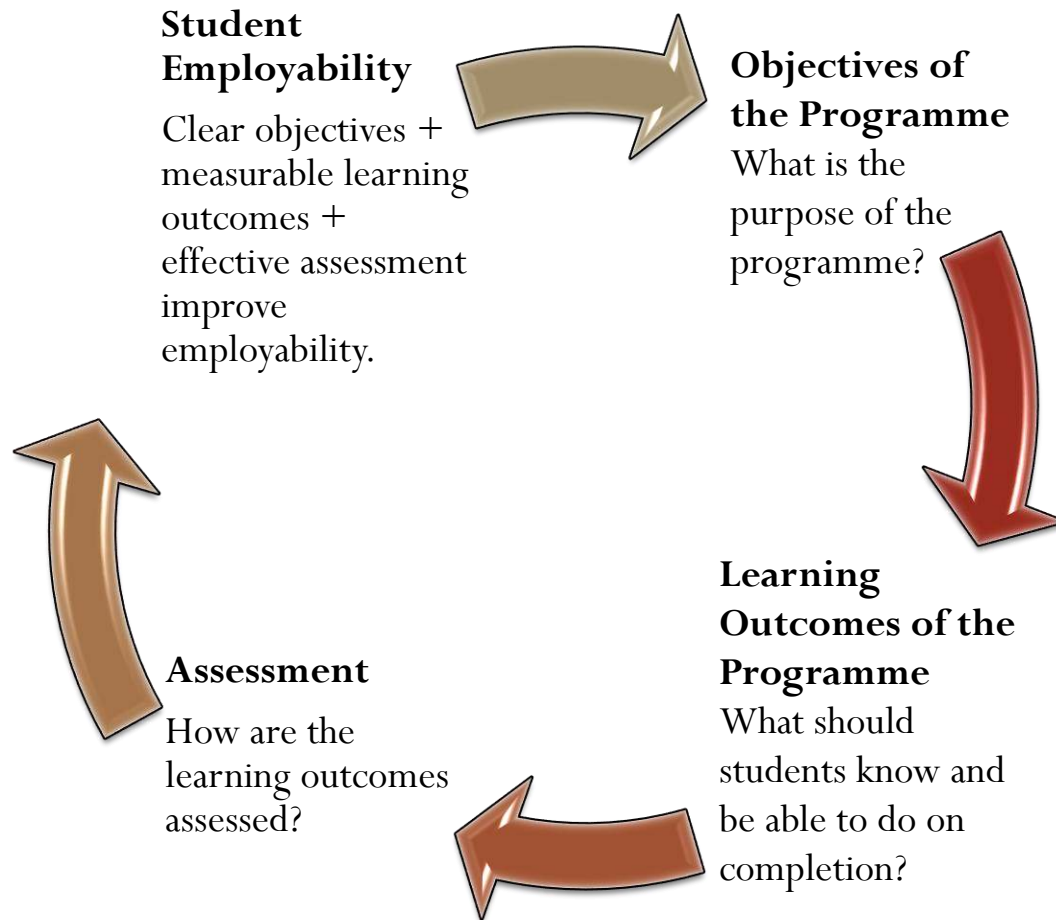 Student
Employability
Clear objectives +
measurable learning
outcomes +
effective assessment
improve
employability.
Objectives of
the Programme
What is the
purpose of the
programme?
Learning
Outcomes of the
Programme
What should
students know and
be able to do on
completion?
Assessment
How are the
learning outcomes
assessed?